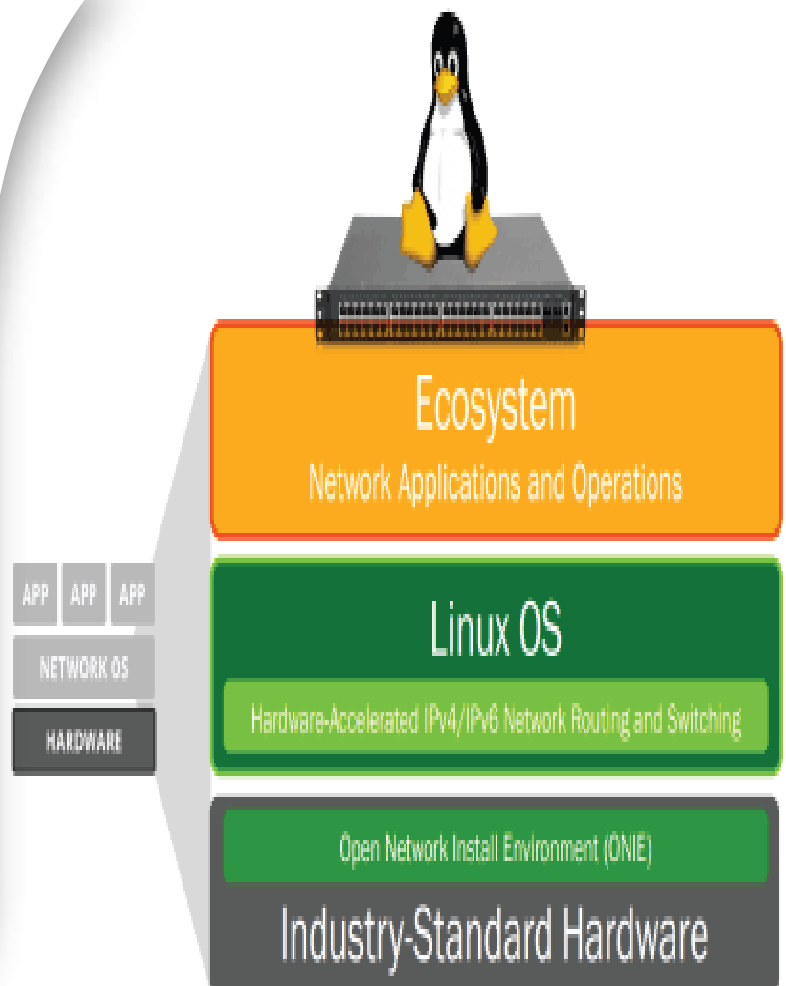 Ecosystem
Network Applications and Operations
APP APP APP
NETWORK OS
HARDWARE
Linux OS
Hardware-Accelerated IPv4/IPv6 Network Routing and Switching
Open Network Install Environment (ONIE)
Industry-Standard Hardware